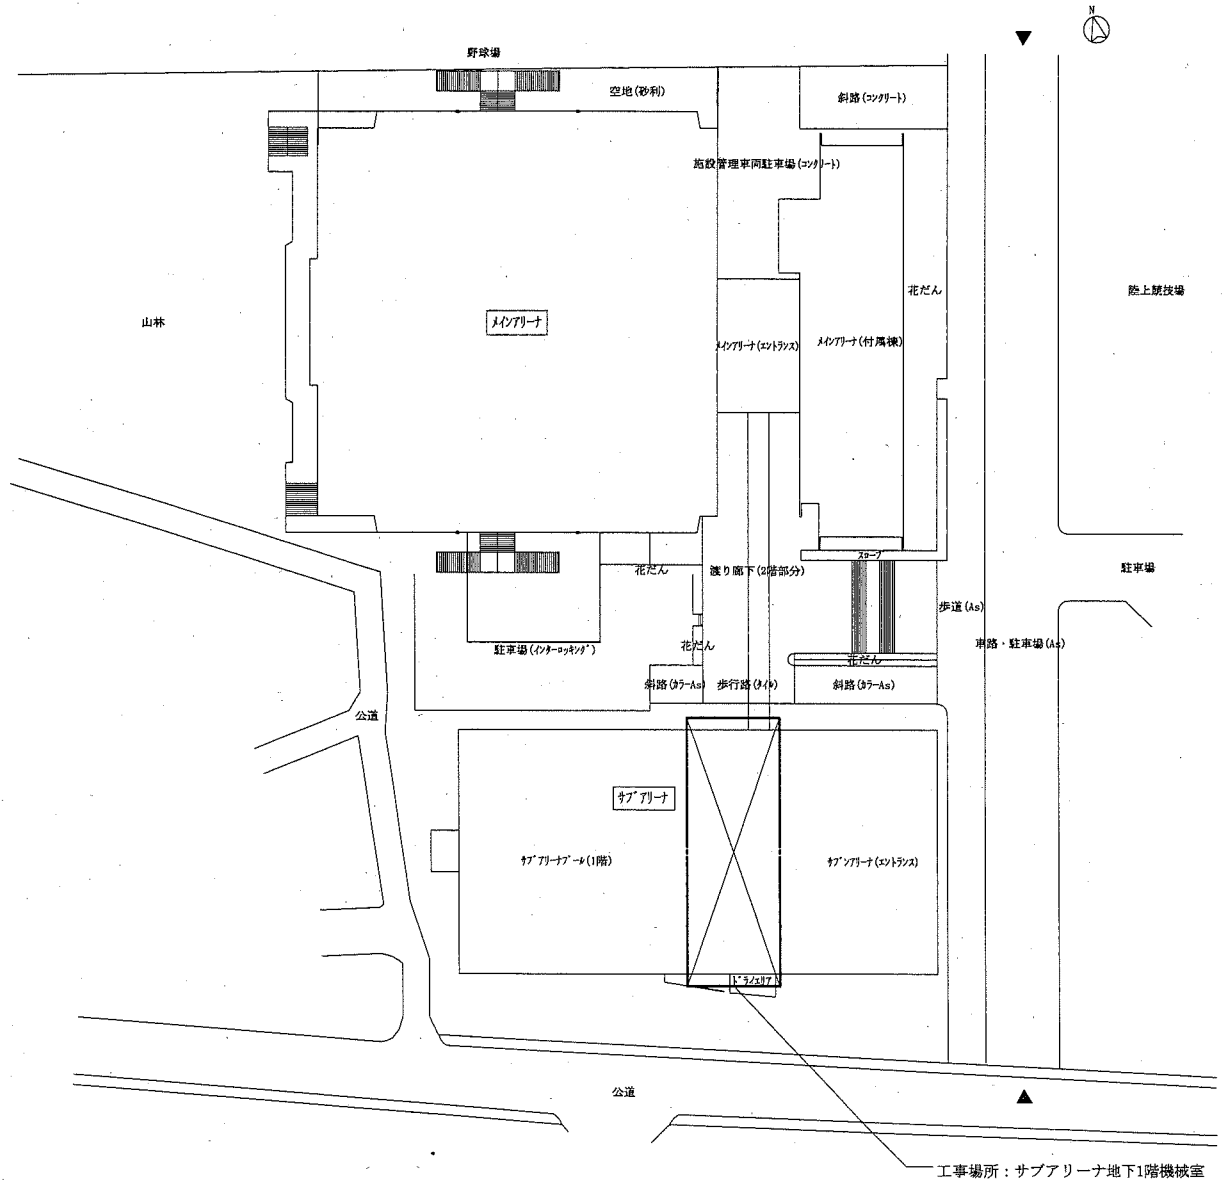 N
野球場
空地(砂利)
斜路(コンクリート)
施設管理車両駐車場(コンクリート)
花だん
陸上競技場
山林
メインアリーナ
メインアリーナ(エントランス)
メインアリーナ(付属棟)
スロープ
花だん
渡り廊下(2階部分)
駐車場
歩道(As)
駐車場(インターロッキング)
花だん
車路・駐車場(As)
花だん
斜路(カラーAs)
歩行路(タイル)
斜路(カラーAs)
公道
サブアリーナ
サブアリーナプール(1階)
サブンアリーナ(エントランス)
ドライエリア
公道
工事場所：サブアリーナ地下1階機械室